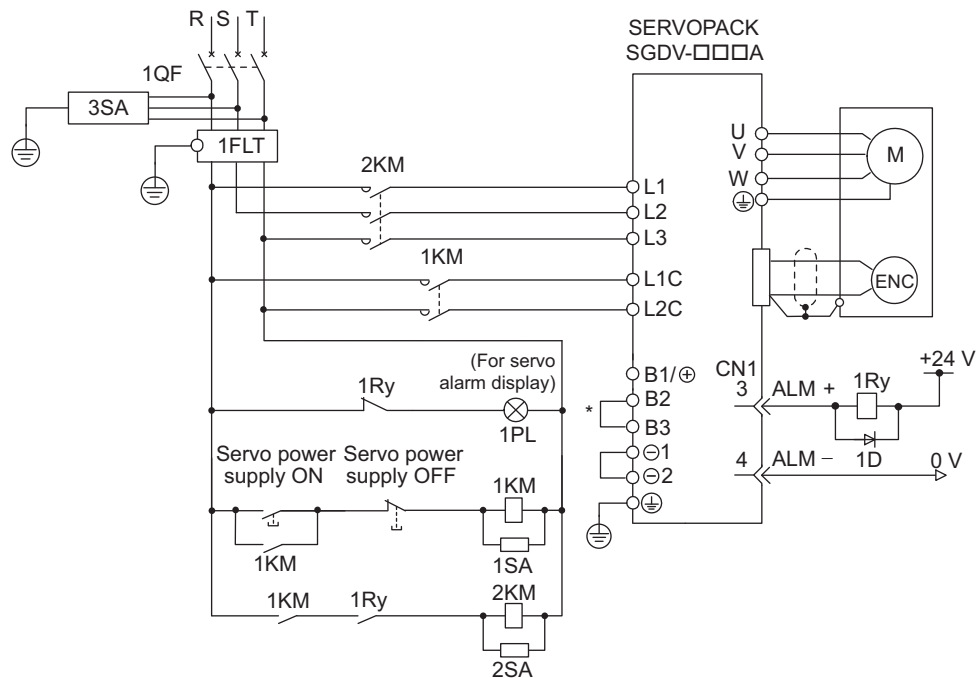 R S T
1QF
3SA
1FLT
2KM
1KM
SERVOPACK
SGDV-□□□A
L1
L2
L3
L1C
L2C
B1/⊕
B2
*
B3
⊖1
⊖2
U
V
W
M
ENC
CN1
3 ALM +
1Ry
+24 V
1D
4 ALM −
0 V
(For servo
alarm display)
1Ry
1PL
Servo power
supply ON
Servo power
supply OFF
1KM
1KM
1SA
1KM
1Ry
2KM
2SA